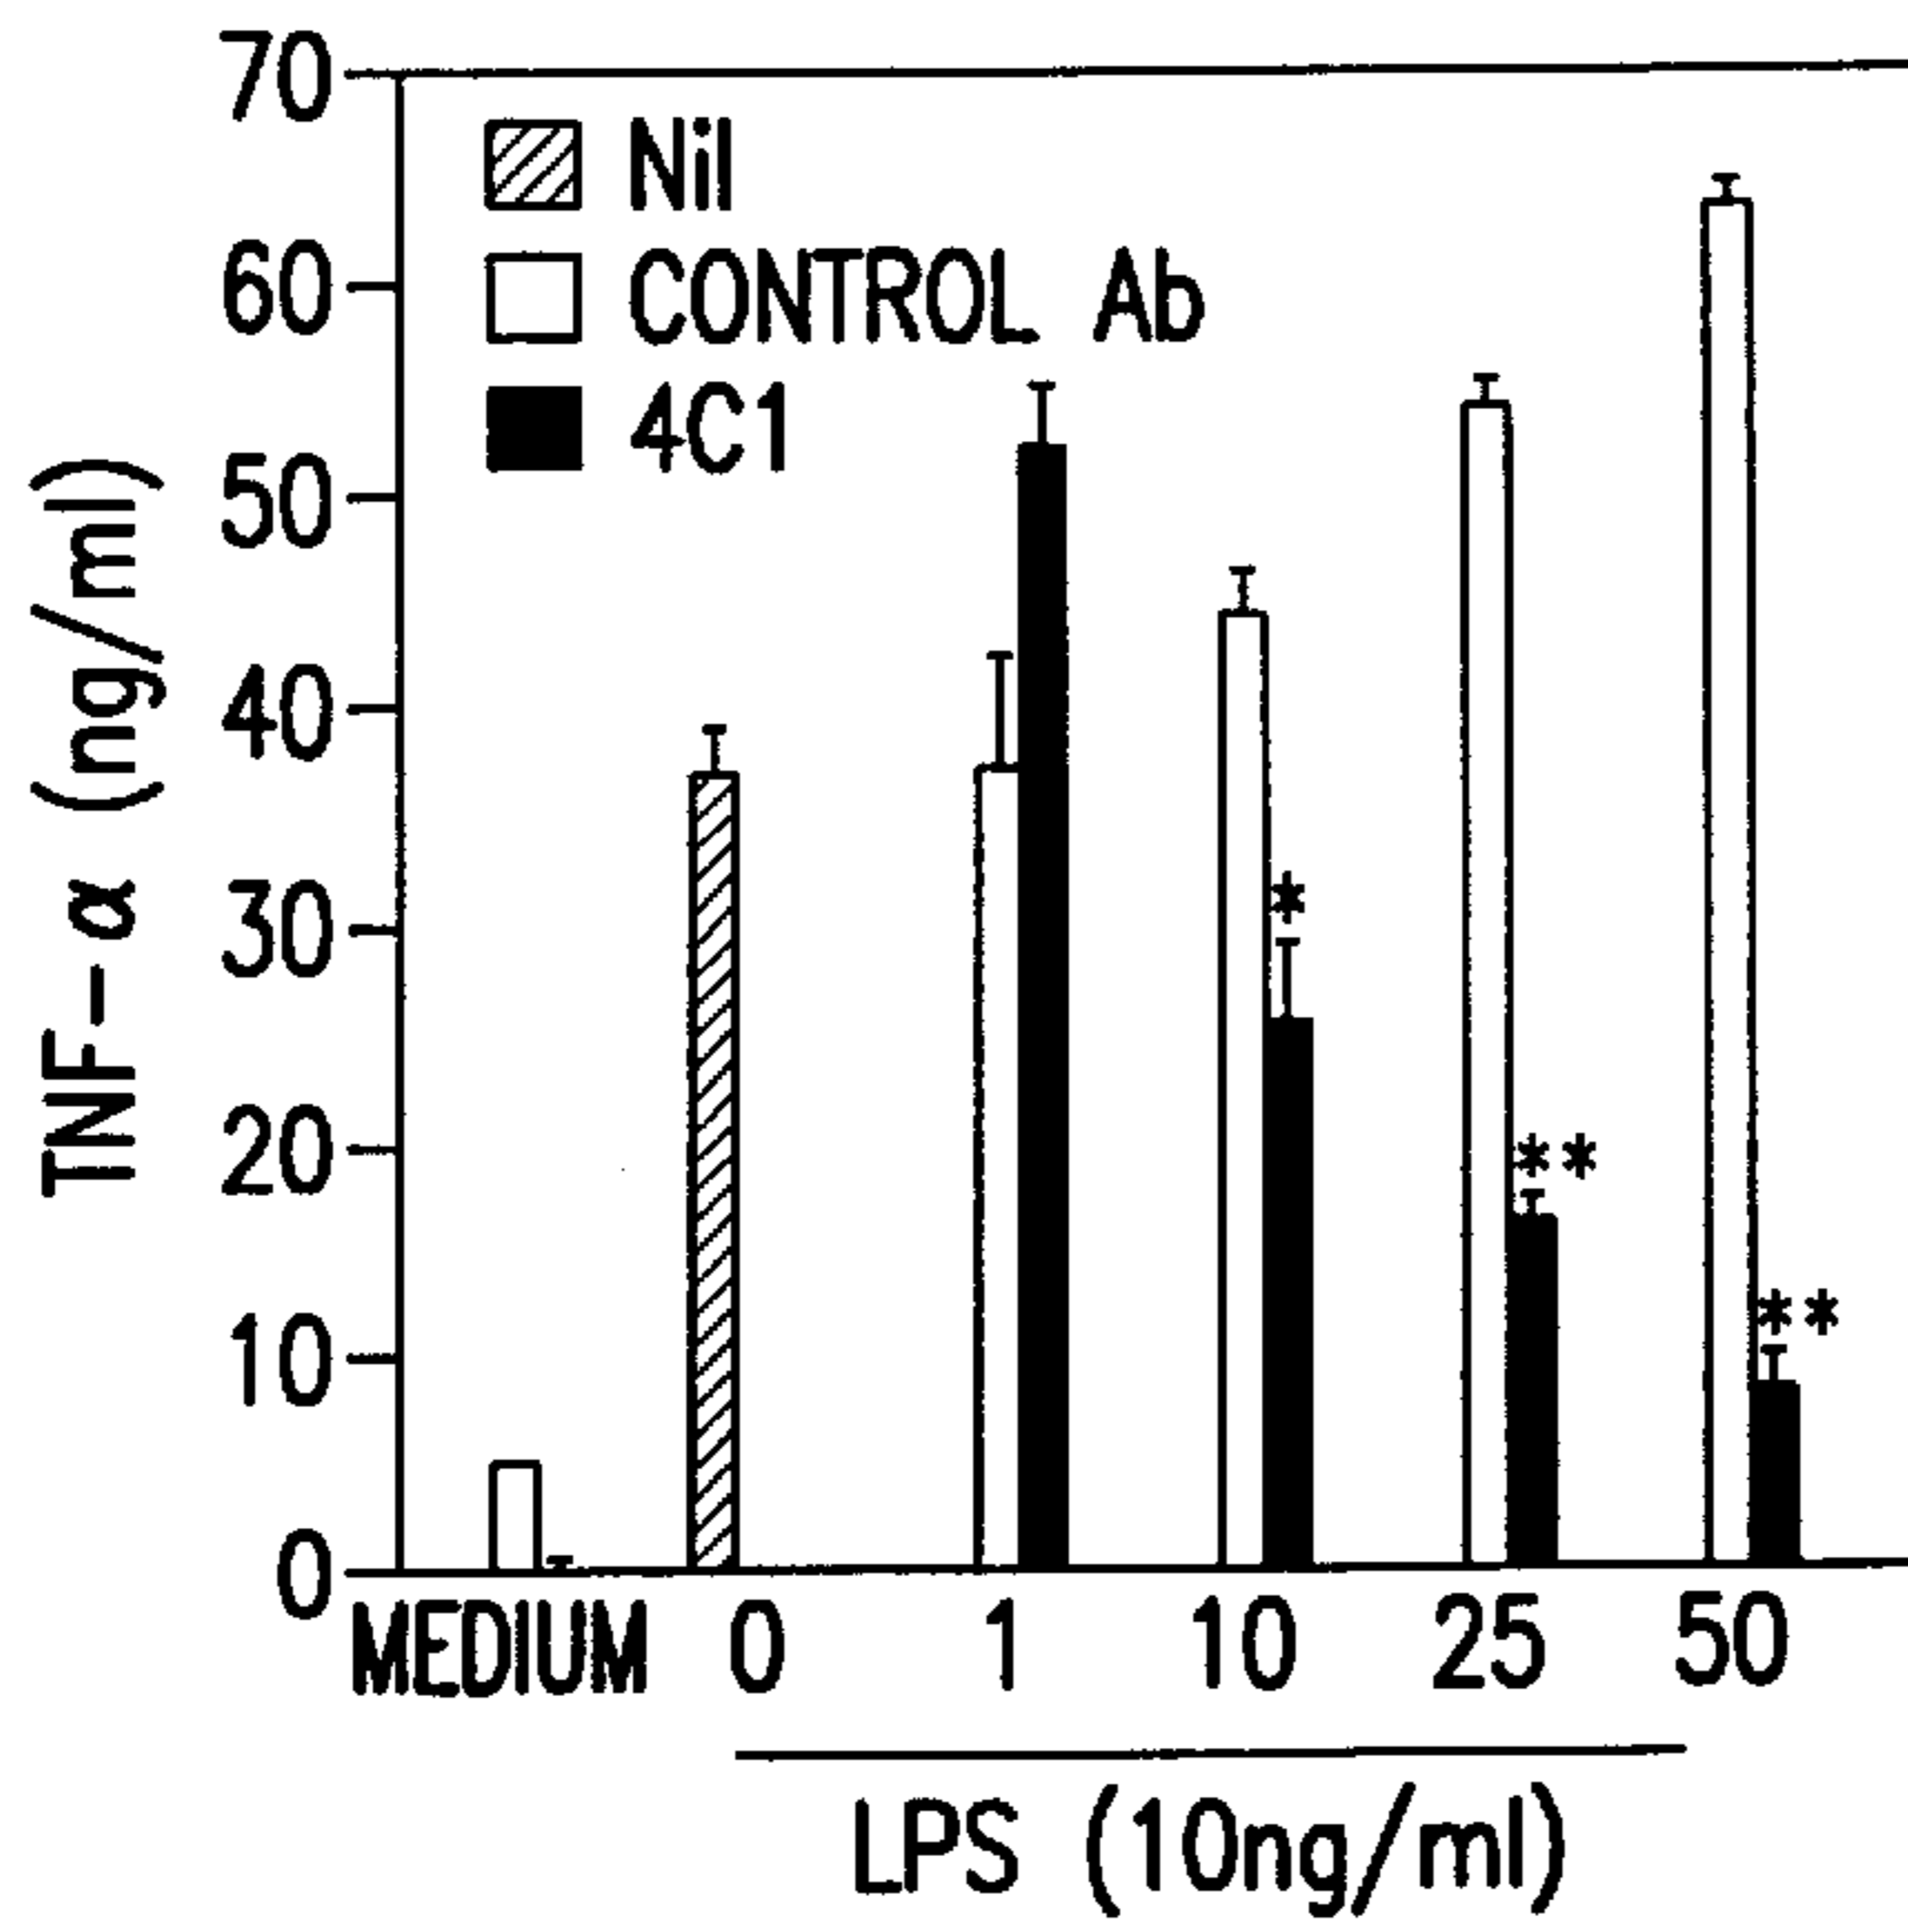 70
60
50
40
30
20
10
0
TNF-α (ng/ml)
Nil
CONTROL Ab
4C1
*
**
**
MEDIUM 0 1 10 25 50
LPS (10ng/ml)